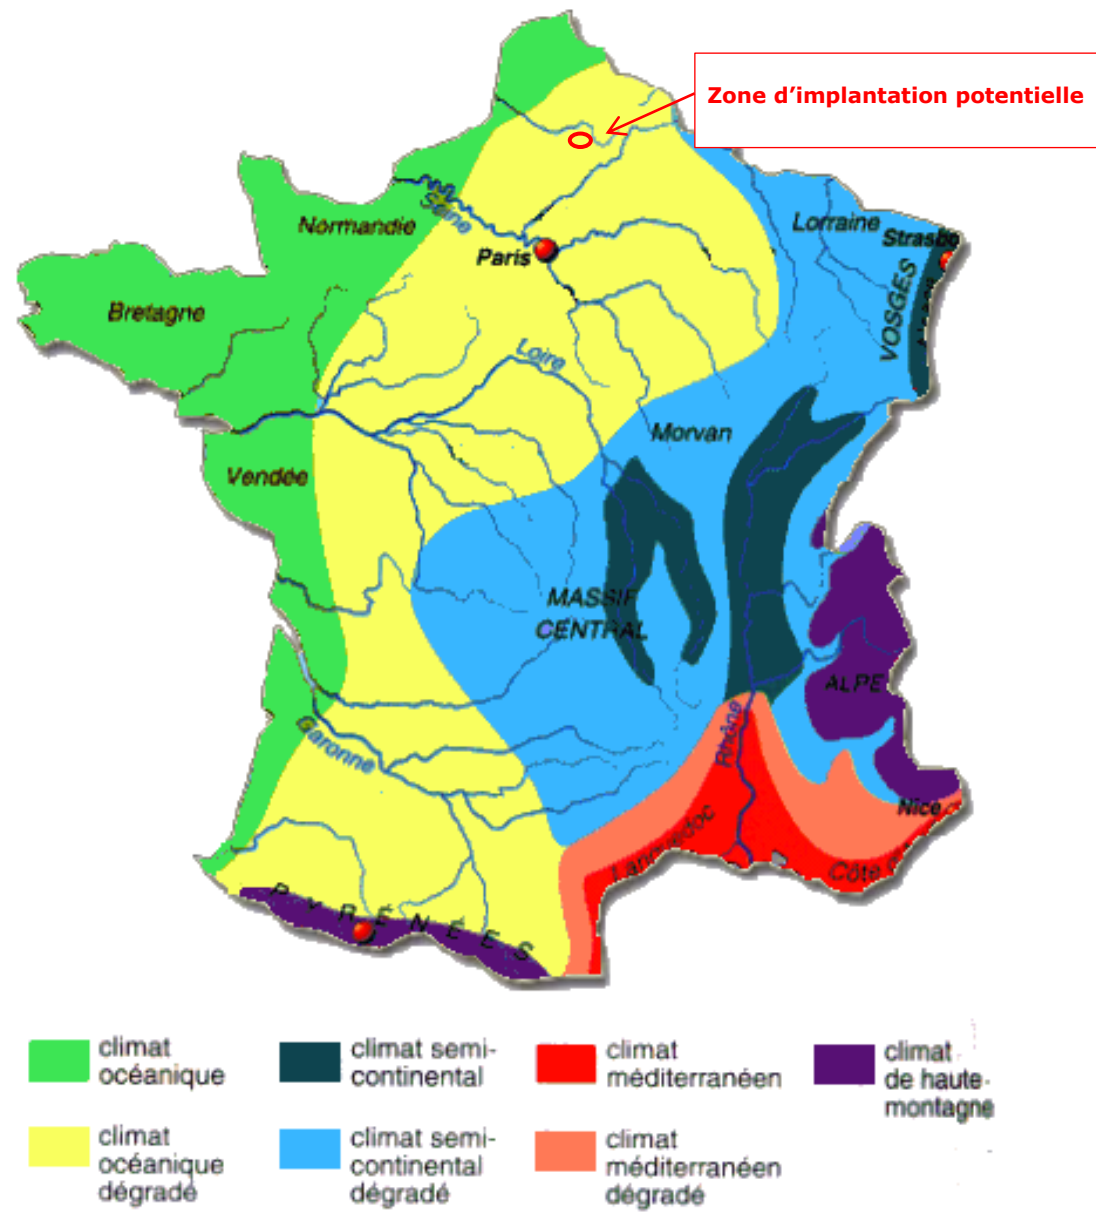 Zone d’implantation potentielle
Normandie
Seine
Lorraine
Strasbo
Paris
VOSGES
Bretagne
Loire
Morvan
Vendée
MASSIF
CENTRAL
ALPE
Rhône
Garonne
Nice
Languedoc
Côte
PYRÉNÉES
climat
océanique
climat semi-
continental
climat
méditerranéen
climat
de haute-
montagne
climat
océanique
dégradé
climat semi-
continental
dégradé
climat
méditerranéen
dégradé